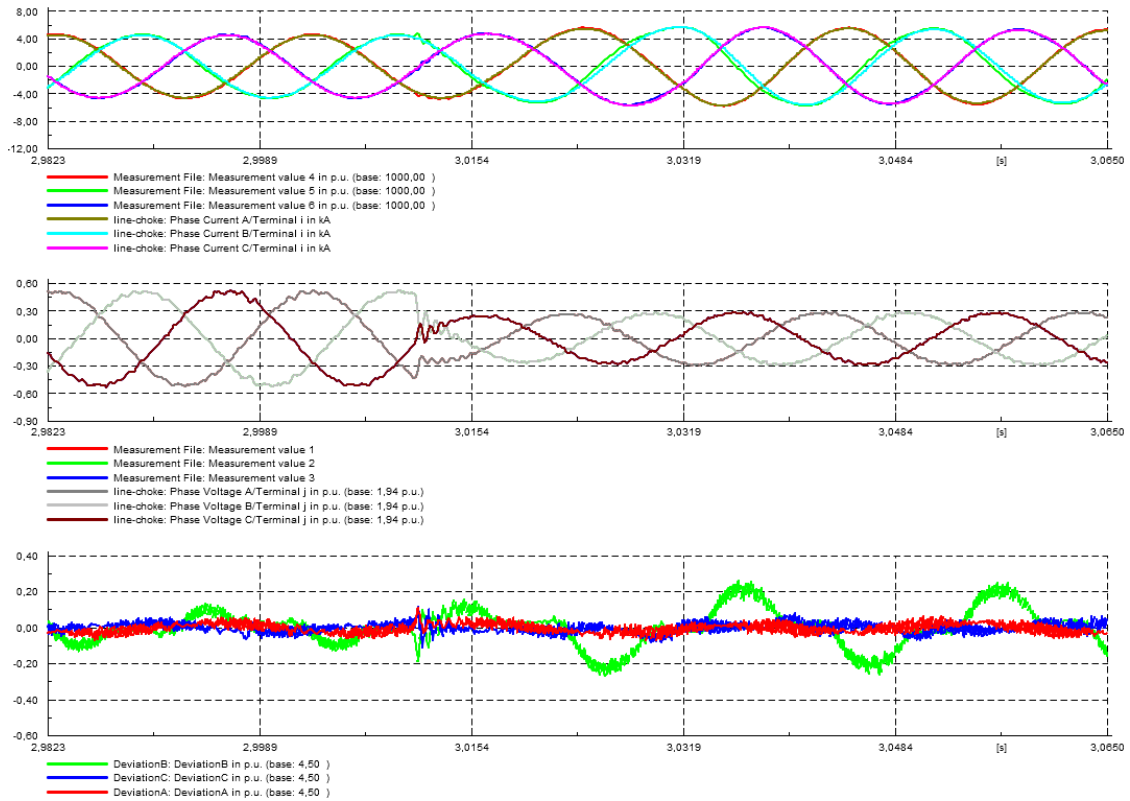 8,00
4,00
0,00
-4,00
-8,00
-12,00
2,9823 2,9989 3,0154 3,0319 3,0484 [s] 3,0650
Measurement File: Measurement value 4 in p.u. (base: 1000,00 )
Measurement File: Measurement value 5 in p.u. (base: 1000,00 )
Measurement File: Measurement value 6 in p.u. (base: 1000,00 )
line-choke: Phase Current A/Terminal i in kA
line-choke: Phase Current B/Terminal i in kA
line-choke: Phase Current C/Terminal i in kA
0,60
0,30
0,00
-0,30
-0,60
-0,90
2,9823 2,9989 3,0154 3,0319 3,0484 [s] 3,0650
Measurement File: Measurement value 1
Measurement File: Measurement value 2
Measurement File: Measurement value 3
line-choke: Phase Voltage A/Terminal j in p.u. (base: 1,94 p.u.)
line-choke: Phase Voltage B/Terminal j in p.u. (base: 1,94 p.u.)
line-choke: Phase Voltage C/Terminal j in p.u. (base: 1,94 p.u.)
0,40
0,20
0,00
-0,20
-0,40
-0,60
2,9823 2,9989 3,0154 3,0319 3,0484 [s] 3,0650
DeviationB: DeviationB in p.u. (base: 4,50 )
DeviationC: DeviationC in p.u. (base: 4,50 )
DeviationA: DeviationA in p.u. (base: 4,50 )